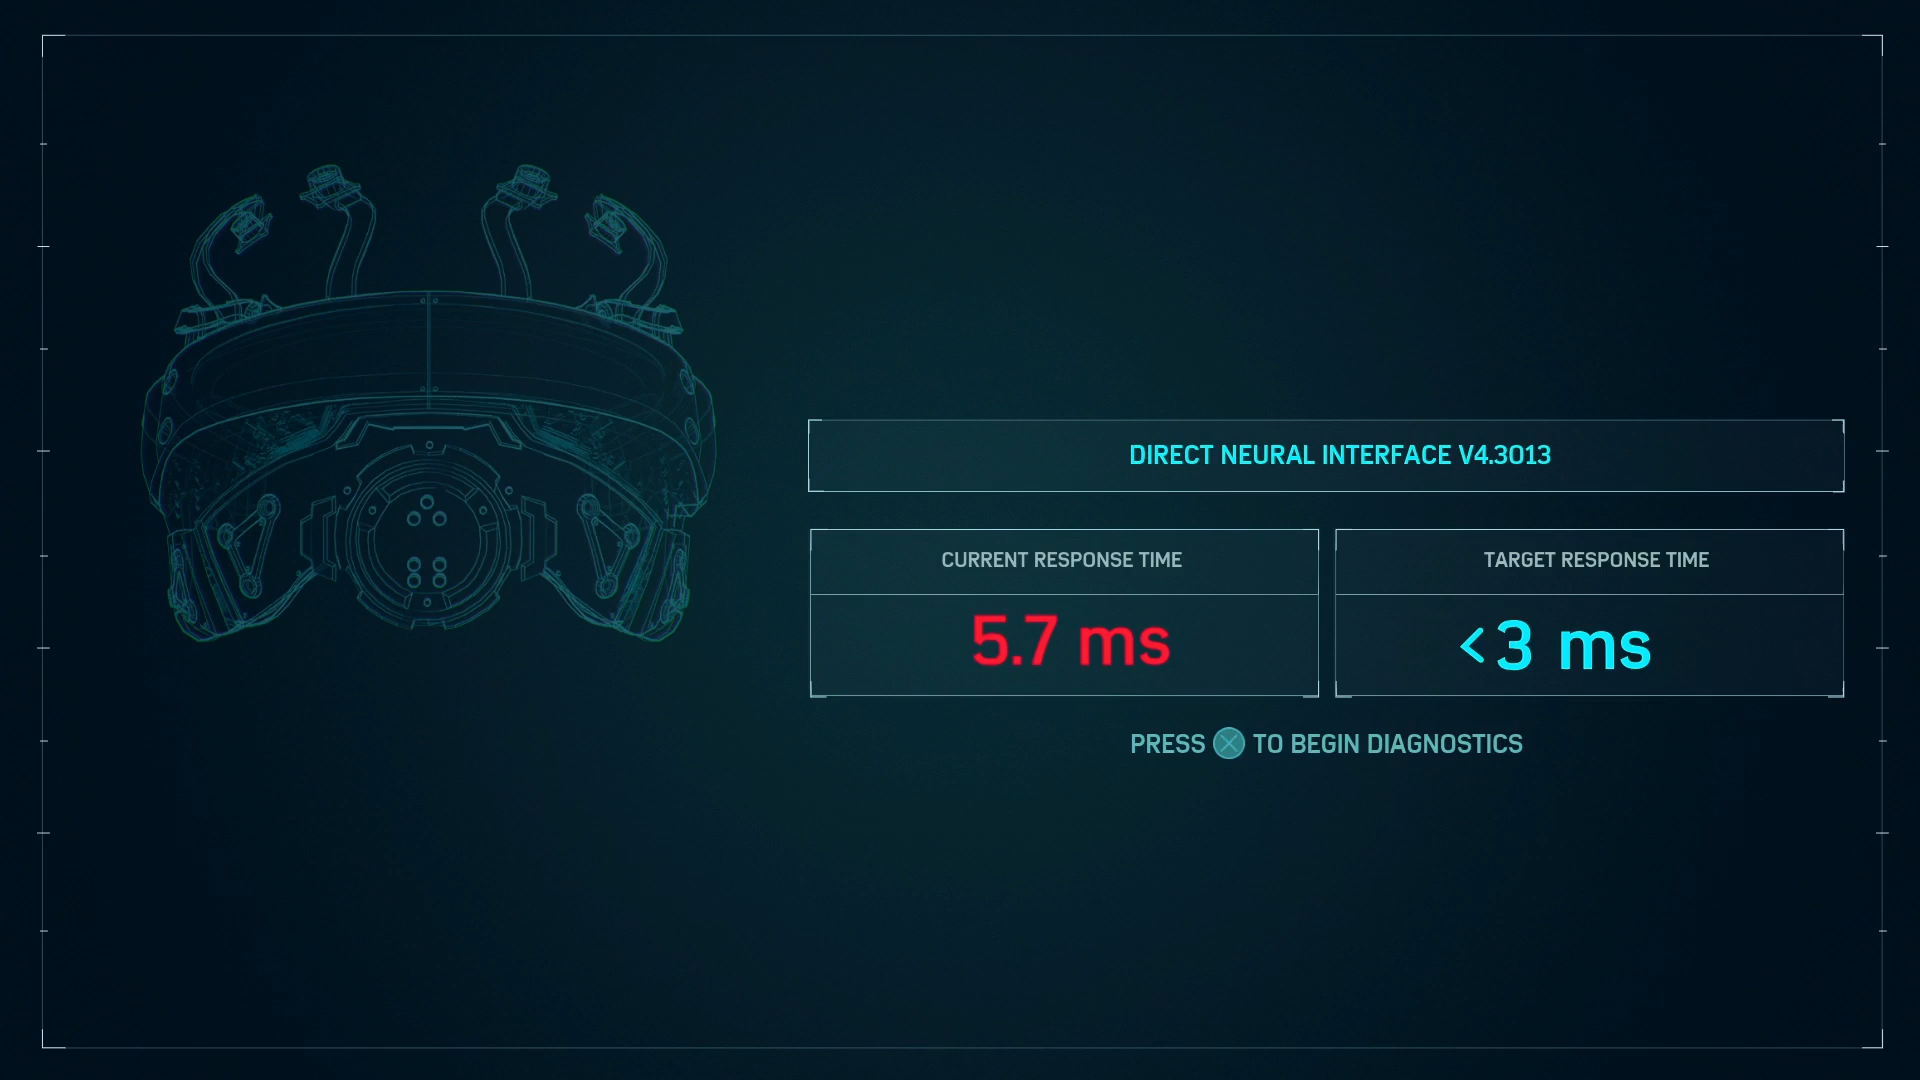 DIRECT NEURAL INTERFACE V4.3013
CURRENT RESPONSE TIME
5.7 ms
TARGET RESPONSE TIME
<3 ms
PRESS TO BEGIN DIAGNOSTICS